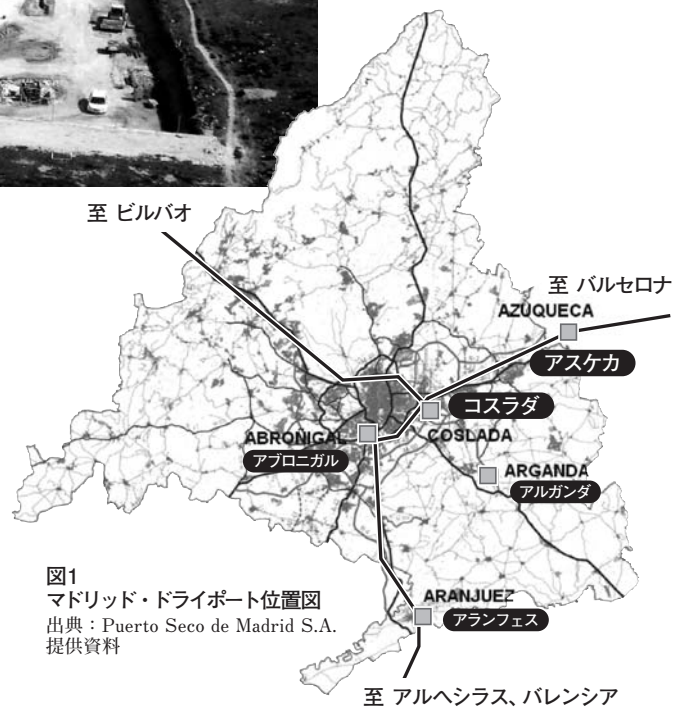 至 ビルバオ
至 バルセロナ
AZUQUECA
アスケカ
コスラダ
COSLADA
ABROÑIGAL
アブロニガル
ARGANDA
アルガンダ
図1
マドリッド・ドライポート位置図
出典：Puerto Seco de Madrid S.A.
提供資料
ARANJUEZ
アランフェス
至 アルヘシラス、バレンシア